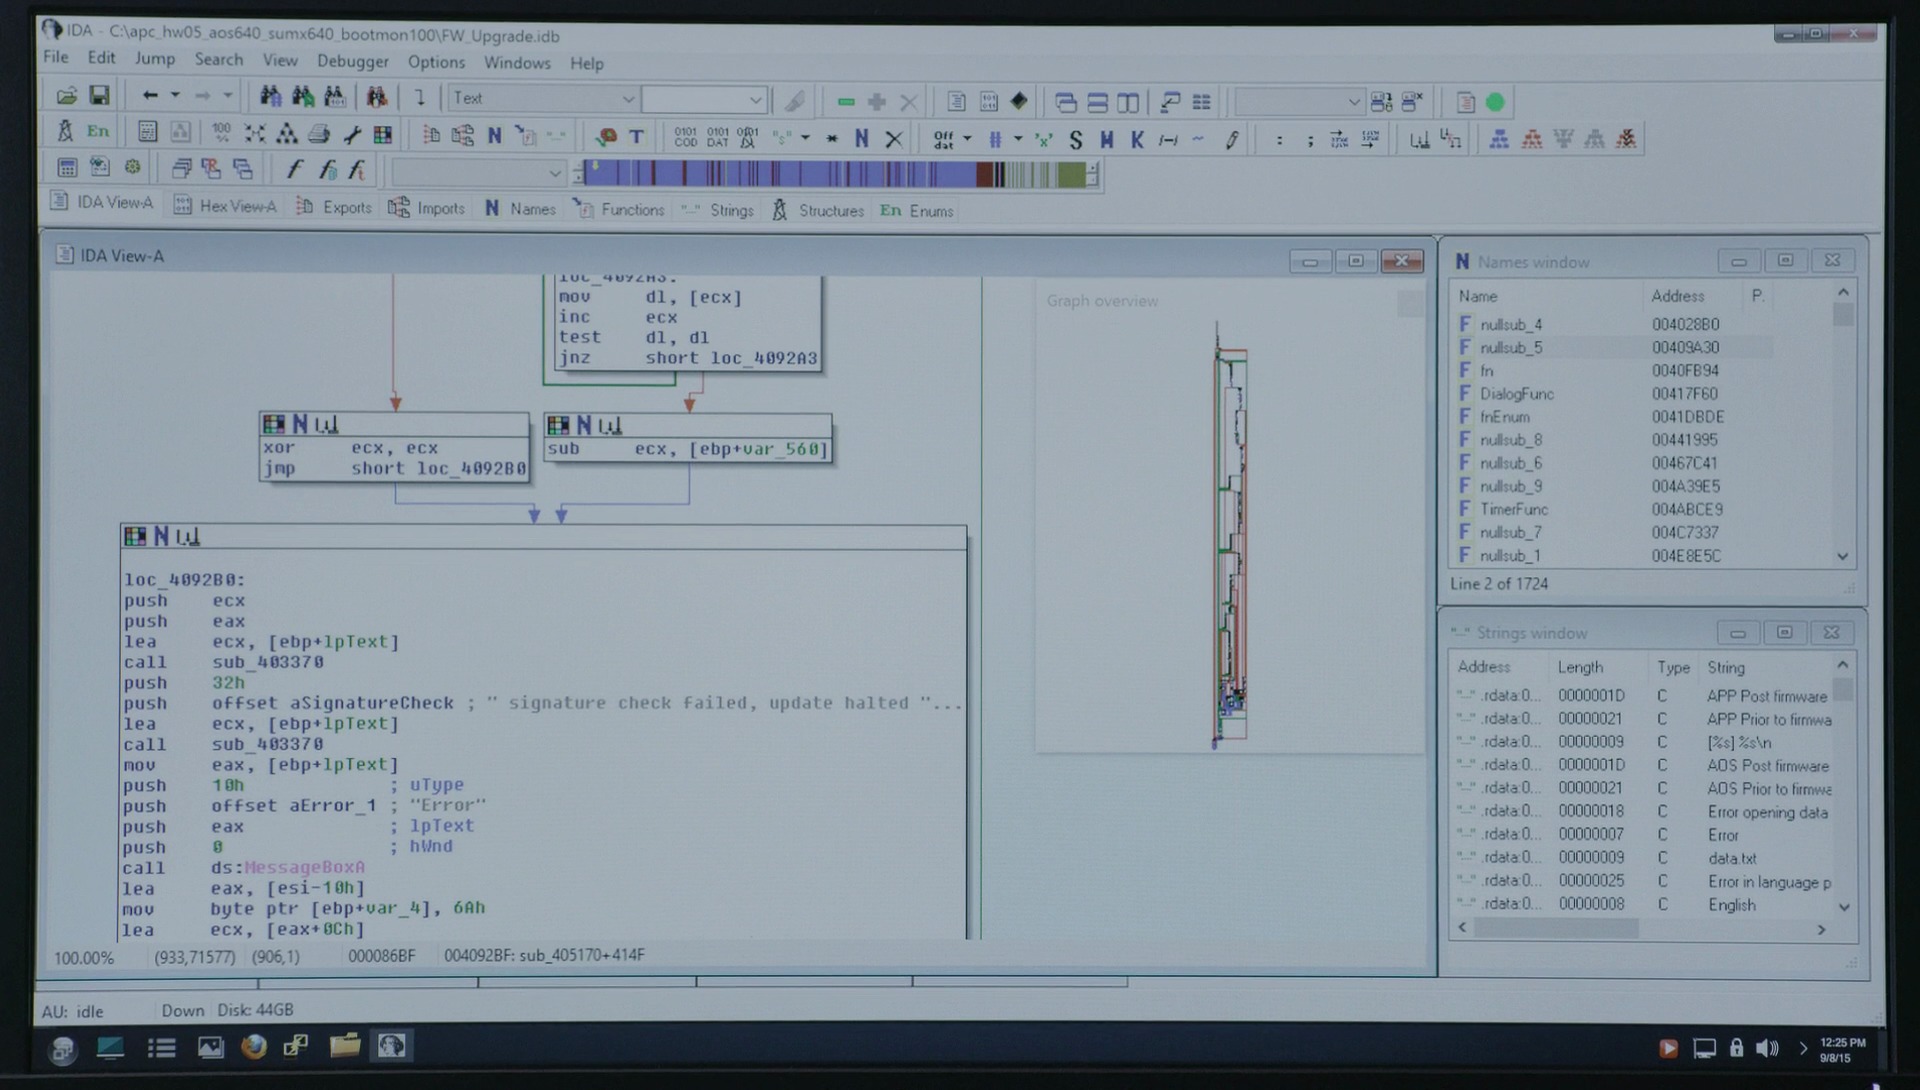 IDA - C:\apc_hw05_aos640_sumx640_bootmon100\FW_Upgrade.idb
File Edit Jump Search View Debugger Options Windows Help
Text
En
IDA View-A Hex View-A Exports Imports N Names Functions Strings Structures En Enums
IDA View-A
loc_4092A3:
mov dl, [ecx]
inc ecx
test dl, dl
jnz short loc_4092A3
xor ecx, ecx
jmp short loc_4092B0
sub ecx, [ebp+var_560]
loc_4092B0:
push ecx
push eax
lea ecx, [ebp+lpText]
call sub_403370
push 32h
push offset aSignatureCheck ; " signature check failed, update halted "...
lea ecx, [ebp+lpText]
call sub_403370
mov eax, [ebp+lpText]
push 10h ; uType
push offset aError_1 ; "Error"
push eax ; lpText
push 0 ; hWnd
call ds:MessageBoxA
lea eax, [esi-10h]
mov byte ptr [ebp+var_4], 6Ah
lea ecx, [eax+0Ch]
100.00% (933,71577) (906,1) 000086BF 004092BF: sub_405170+414F
Graph overview
N Names window
Name Address P.
F nullsub_4 004028B0
F nullsub_5 00409A30
F fn 0040FB94
F DialogFunc 00417F60
F fnEnum 0041DBDE
F nullsub_8 00441995
F nullsub_6 00467C41
F nullsub_9 004A39E5
F TimerFunc 004ABCE9
F nullsub_7 004C7337
F nullsub_1 004E8E5C
Line 2 of 1724
Strings window
Address Length Type String
.rdata:0... 0000001D C APP Post firmware
.rdata:0... 00000021 C APP Prior to firmwa
.rdata:0... 00000009 C [%s] %s\n
.rdata:0... 0000001D C AOS Post firmware
.rdata:0... 00000021 C AOS Prior to firmwa
.rdata:0... 00000018 C Error opening data
.rdata:0... 00000007 C Error
.rdata:0... 00000009 C data.txt
.rdata:0... 00000025 C Error in language p
.rdata:0... 00000008 C English
AU: idle Down Disk: 44GB
12:25 PM
9/8/15